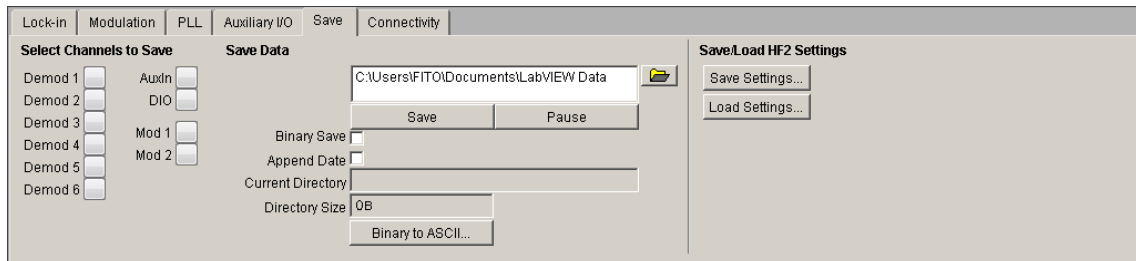 Lock-in Modulation PLL Auxiliary I/O Save Connectivity
Select Channels to Save
Demod 1
Demod 2
Demod 3
Demod 4
Demod 5
Demod 6
AuxIn
DIO
Mod 1
Mod 2
Save Data
C:\Users\FITO\Documents\LabVIEW Data
Save Pause
Binary Save
Append Date
Current Directory
Directory Size 0B
Binary to ASCII...
Save/Load HF2 Settings
Save Settings...
Load Settings...